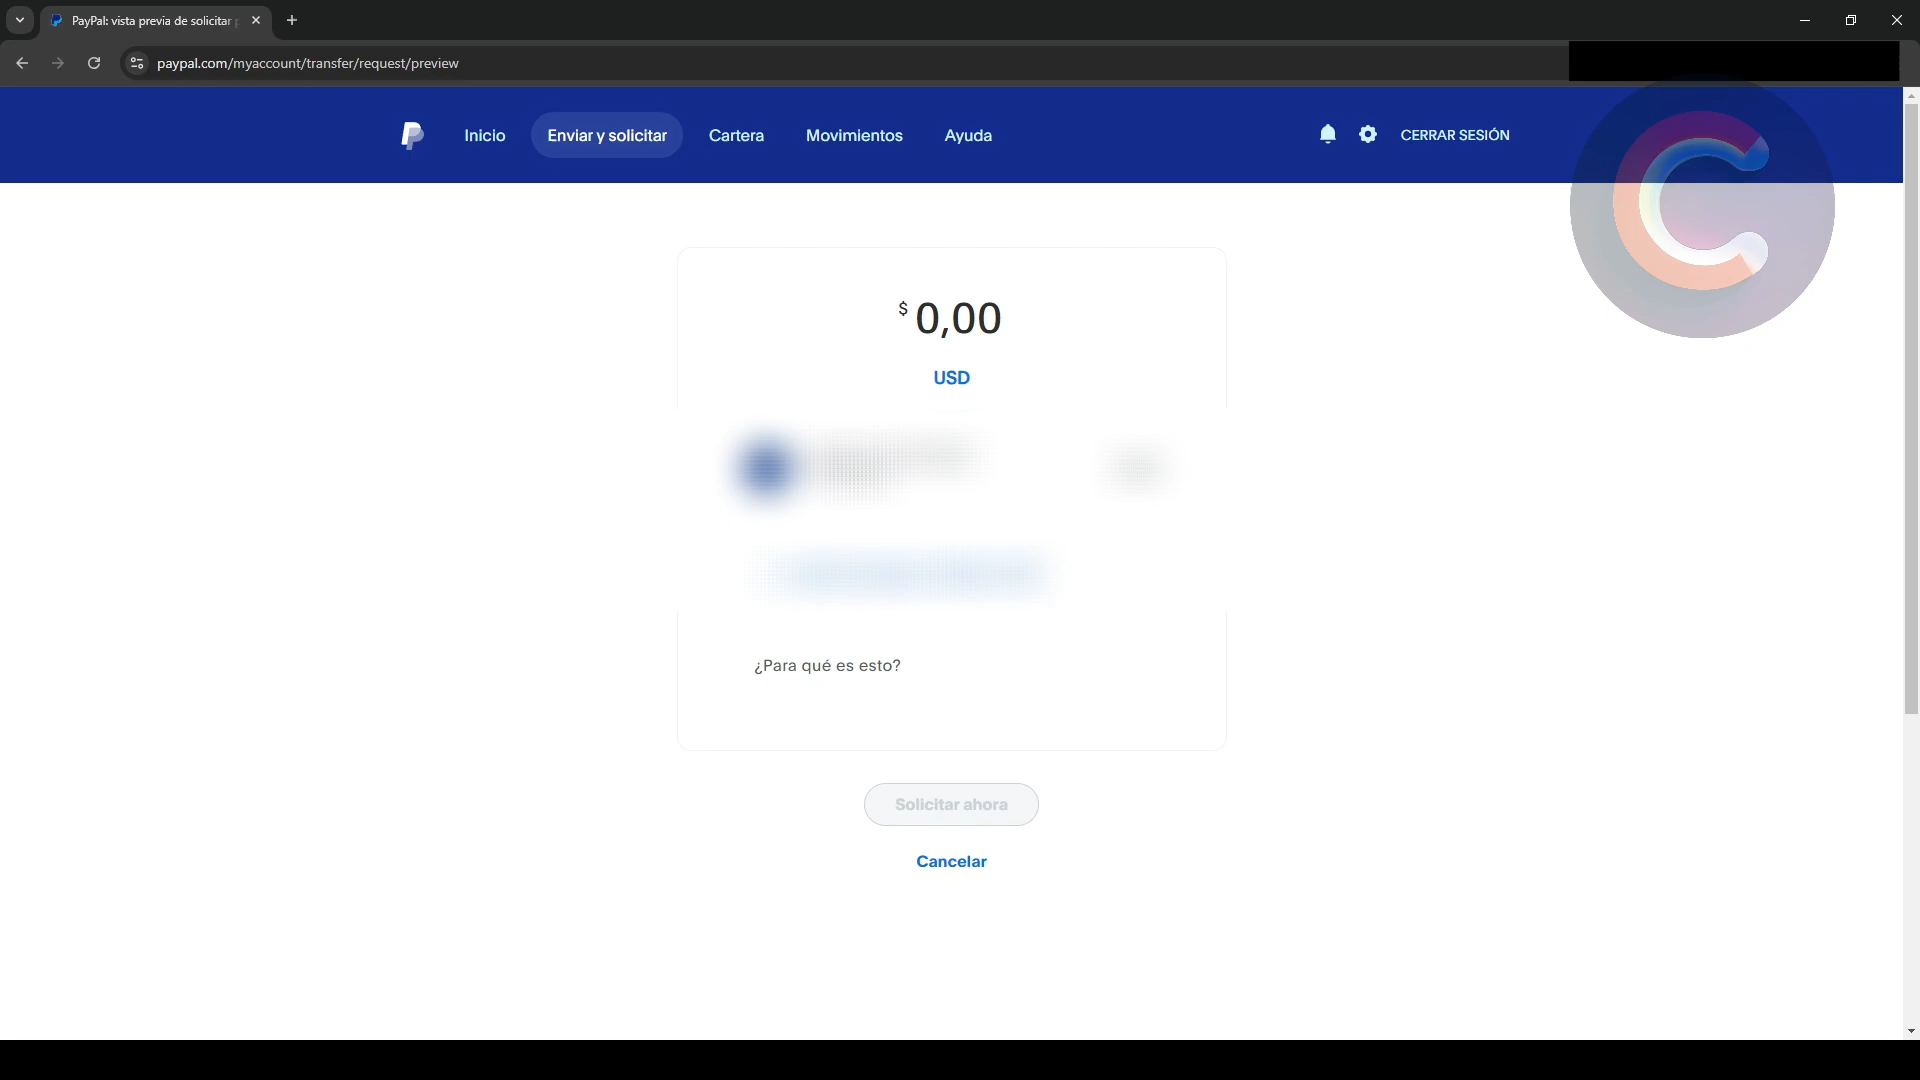 PayPal: vista previa de solicitar
paypal.com/myaccount/transfer/request/preview
Inicio
Enviar y solicitar
Cartera
Movimientos
Ayuda
CERRAR SESIÓN
$ 0,00
USD
¿Para qué es esto?
Solicitar ahora
Cancelar